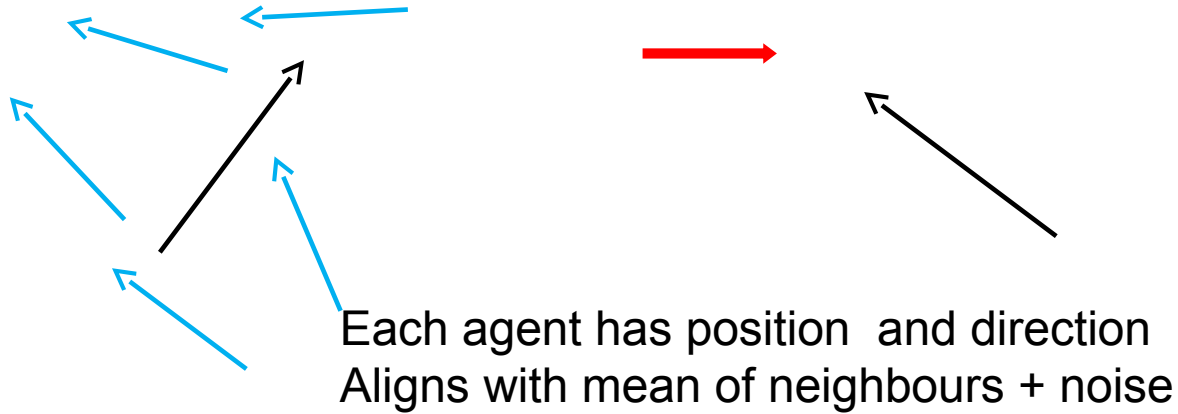 Each agent has position and direction
Aligns with mean of neighbours + noise